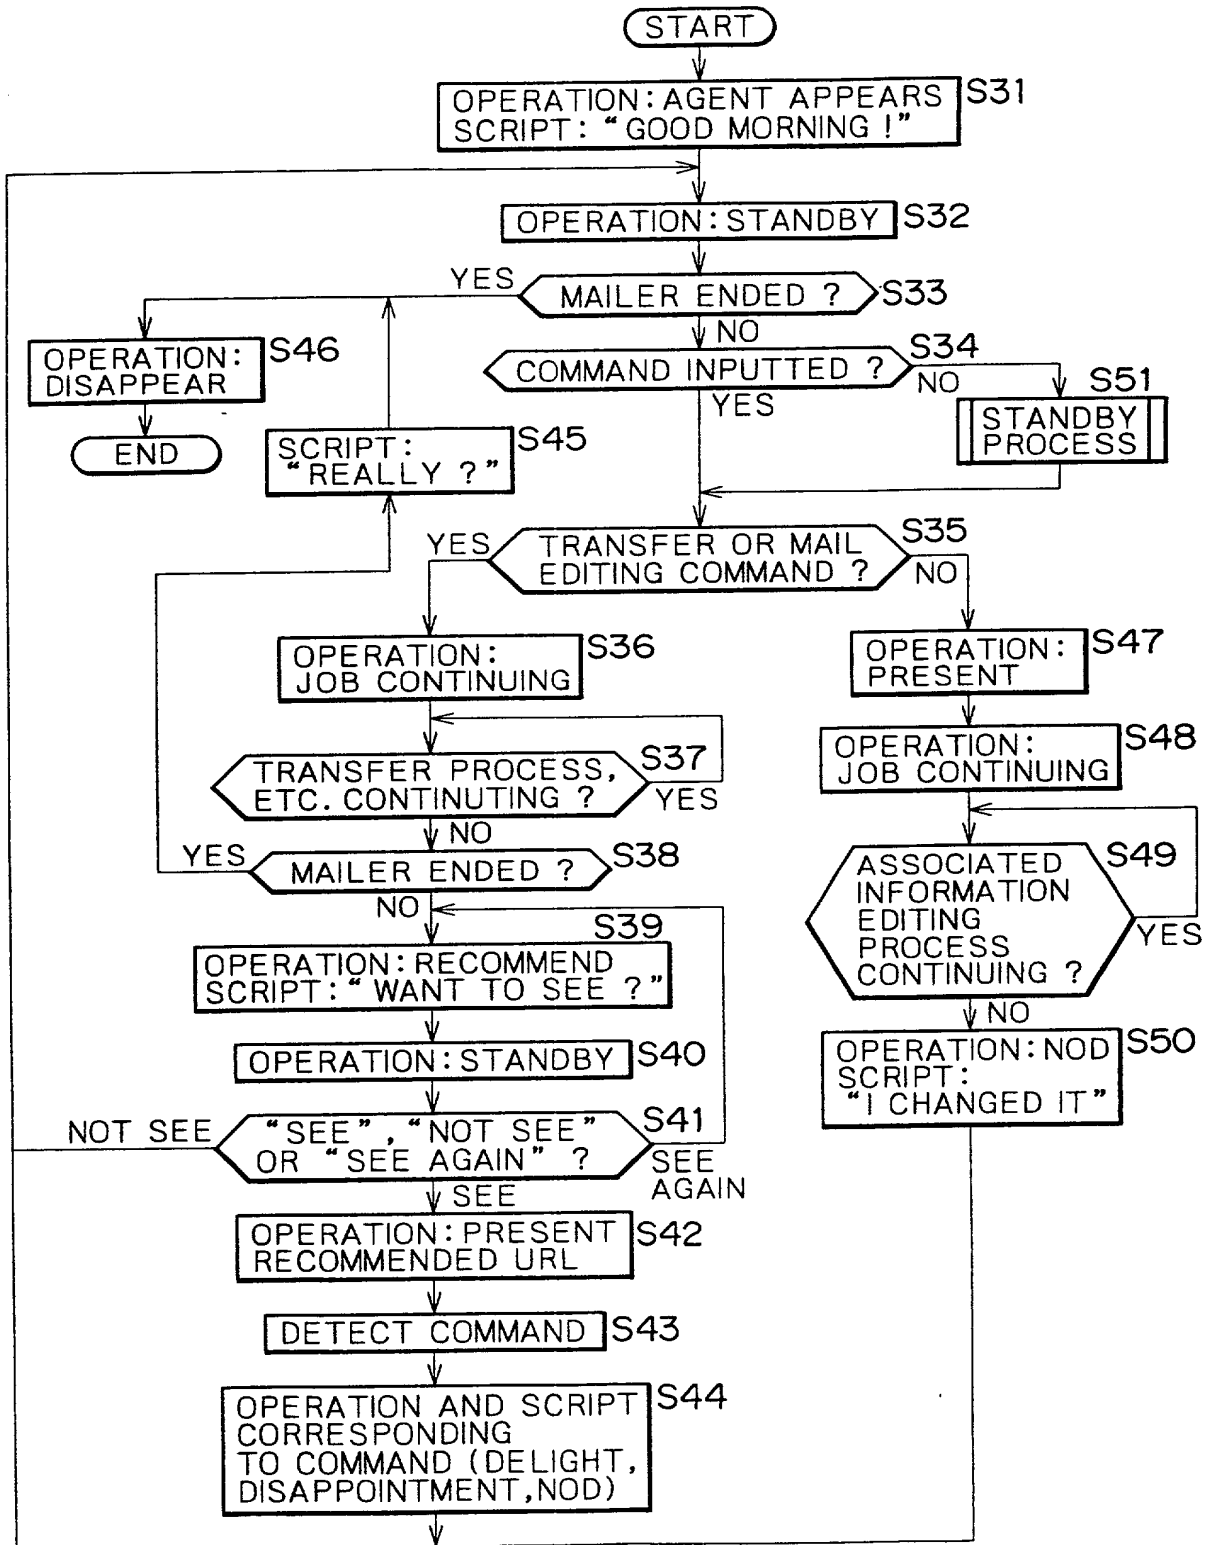 START
OPERATION:AGENT APPEARS
SCRIPT: "GOOD MORNING !"
S31
OPERATION:STANDBY
S32
YES
MAILER ENDED ?
S33
NO
OPERATION:
DISAPPEAR
S46
END
COMMAND INPUTTED ?
S34
NO
YES
S51
STANDBY
PROCESS
SCRIPT:
"REALLY ?"
S45
YES
TRANSFER OR MAIL
EDITING COMMAND ?
S35
NO
OPERATION:
JOB CONTINUING
S36
OPERATION:
PRESENT
S47
TRANSFER PROCESS,
ETC. CONTINUTING ?
S37
YES
NO
OPERATION:
JOB CONTINUING
S48
YES
MAILER ENDED ?
S38
NO
ASSOCIATED
INFORMATION
EDITING
PROCESS
CONTINUING ?
S49
YES
NO
S39
OPERATION:RECOMMEND
SCRIPT:"WANT TO SEE ?"
OPERATION:STANDBY
S40
OPERATION:NOD
SCRIPT:
"I CHANGED IT"
S50
NOT SEE
"SEE", "NOT SEE"
OR "SEE AGAIN" ?
S41
SEE
AGAIN
SEE
OPERATION:PRESENT
RECOMMENDED URL
S42
DETECT COMMAND
S43
OPERATION AND SCRIPT
CORRESPONDING
TO COMMAND (DELIGHT,
DISAPPOINTMENT,NOD)
S44